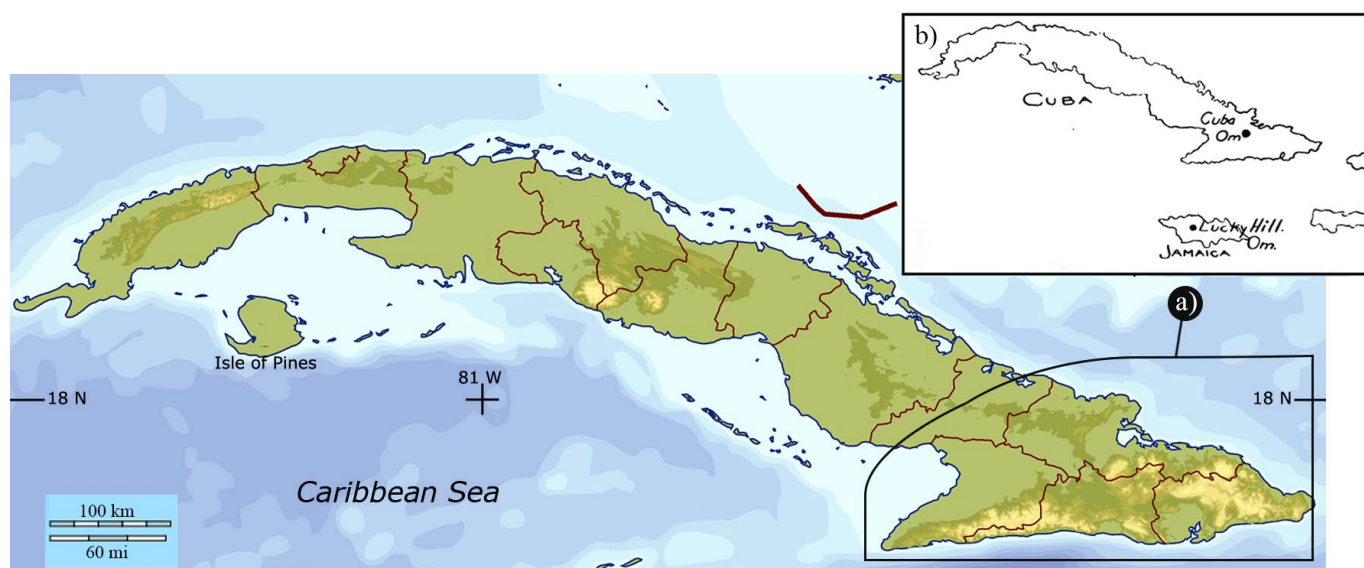 b)
CUBA
Cuba
Om
Lucky Hill.
Om.
JAMAICA
a)
Isle of Pines
81 W
18 N
18 N
Caribbean Sea
100 km
60 mi